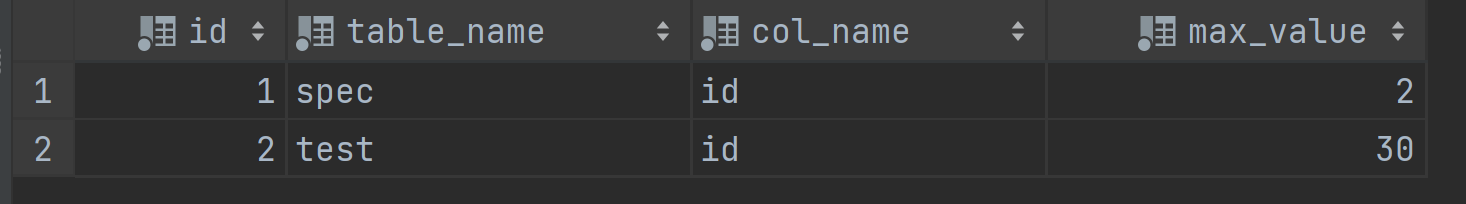 id table_name col_name max_value
1 1 spec id 2
2 2 test id 30